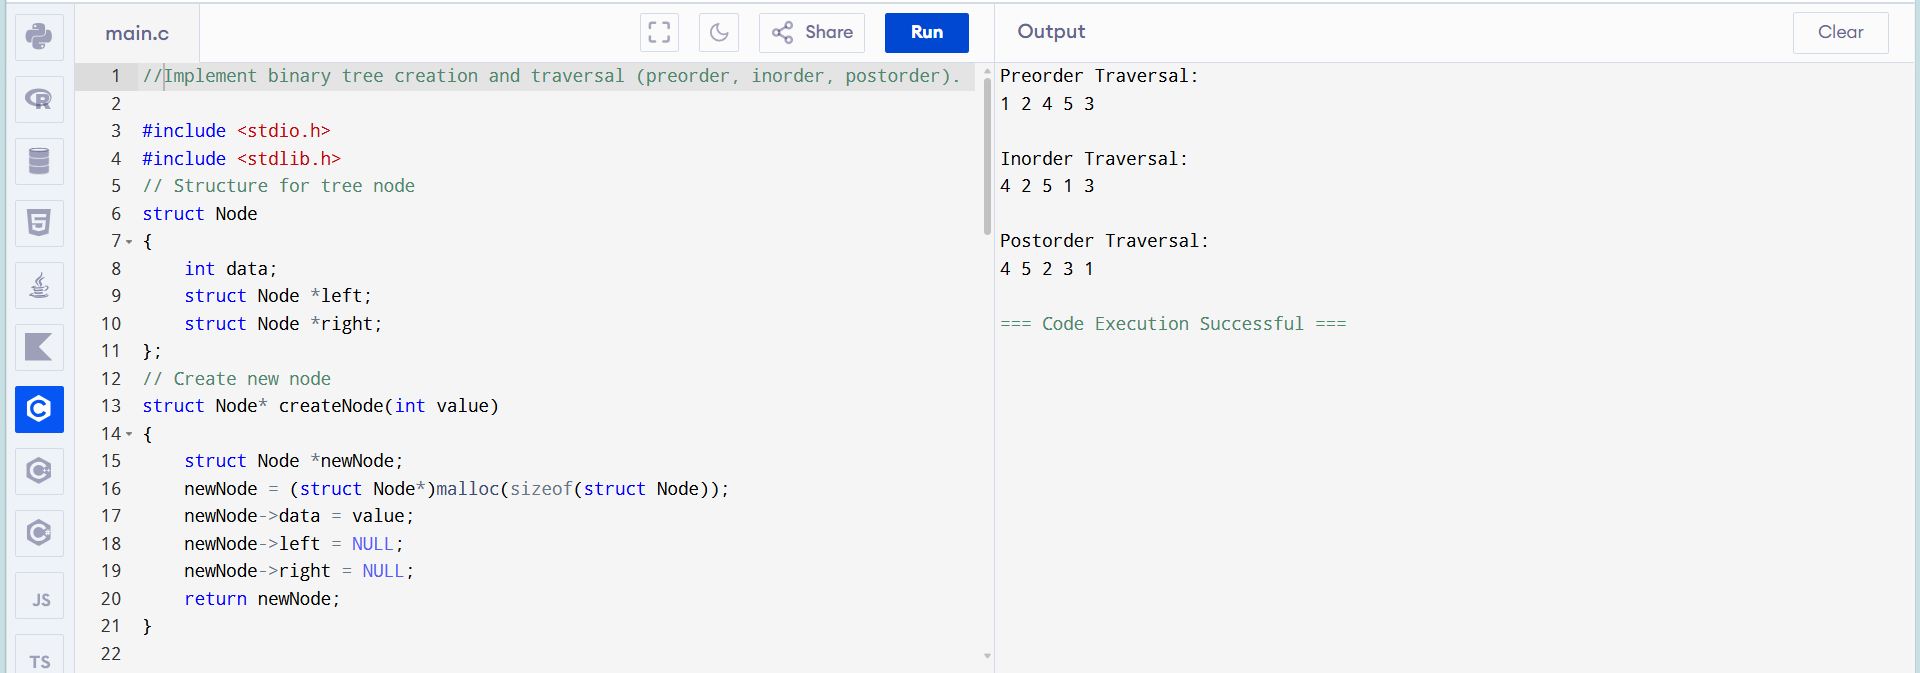 main.c
Share
Run
Output
Clear
1 //Implement binary tree creation and traversal (preorder, inorder, postorder).
2
3 #include <stdio.h>
4 #include <stdlib.h>
5 // Structure for tree node
6 struct Node
7 {
8     int data;
9     struct Node *left;
10     struct Node *right;
11 };
12 // Create new node
13 struct Node* createNode(int value)
14 {
15     struct Node *newNode;
16     newNode = (struct Node*)malloc(sizeof(struct Node));
17     newNode->data = value;
18     newNode->left = NULL;
19     newNode->right = NULL;
20     return newNode;
21 }
22
Preorder Traversal:
1 2 4 5 3
Inorder Traversal:
4 2 5 1 3
Postorder Traversal:
4 5 2 3 1
=== Code Execution Successful ===
R
5
C
C
C
JS
TS